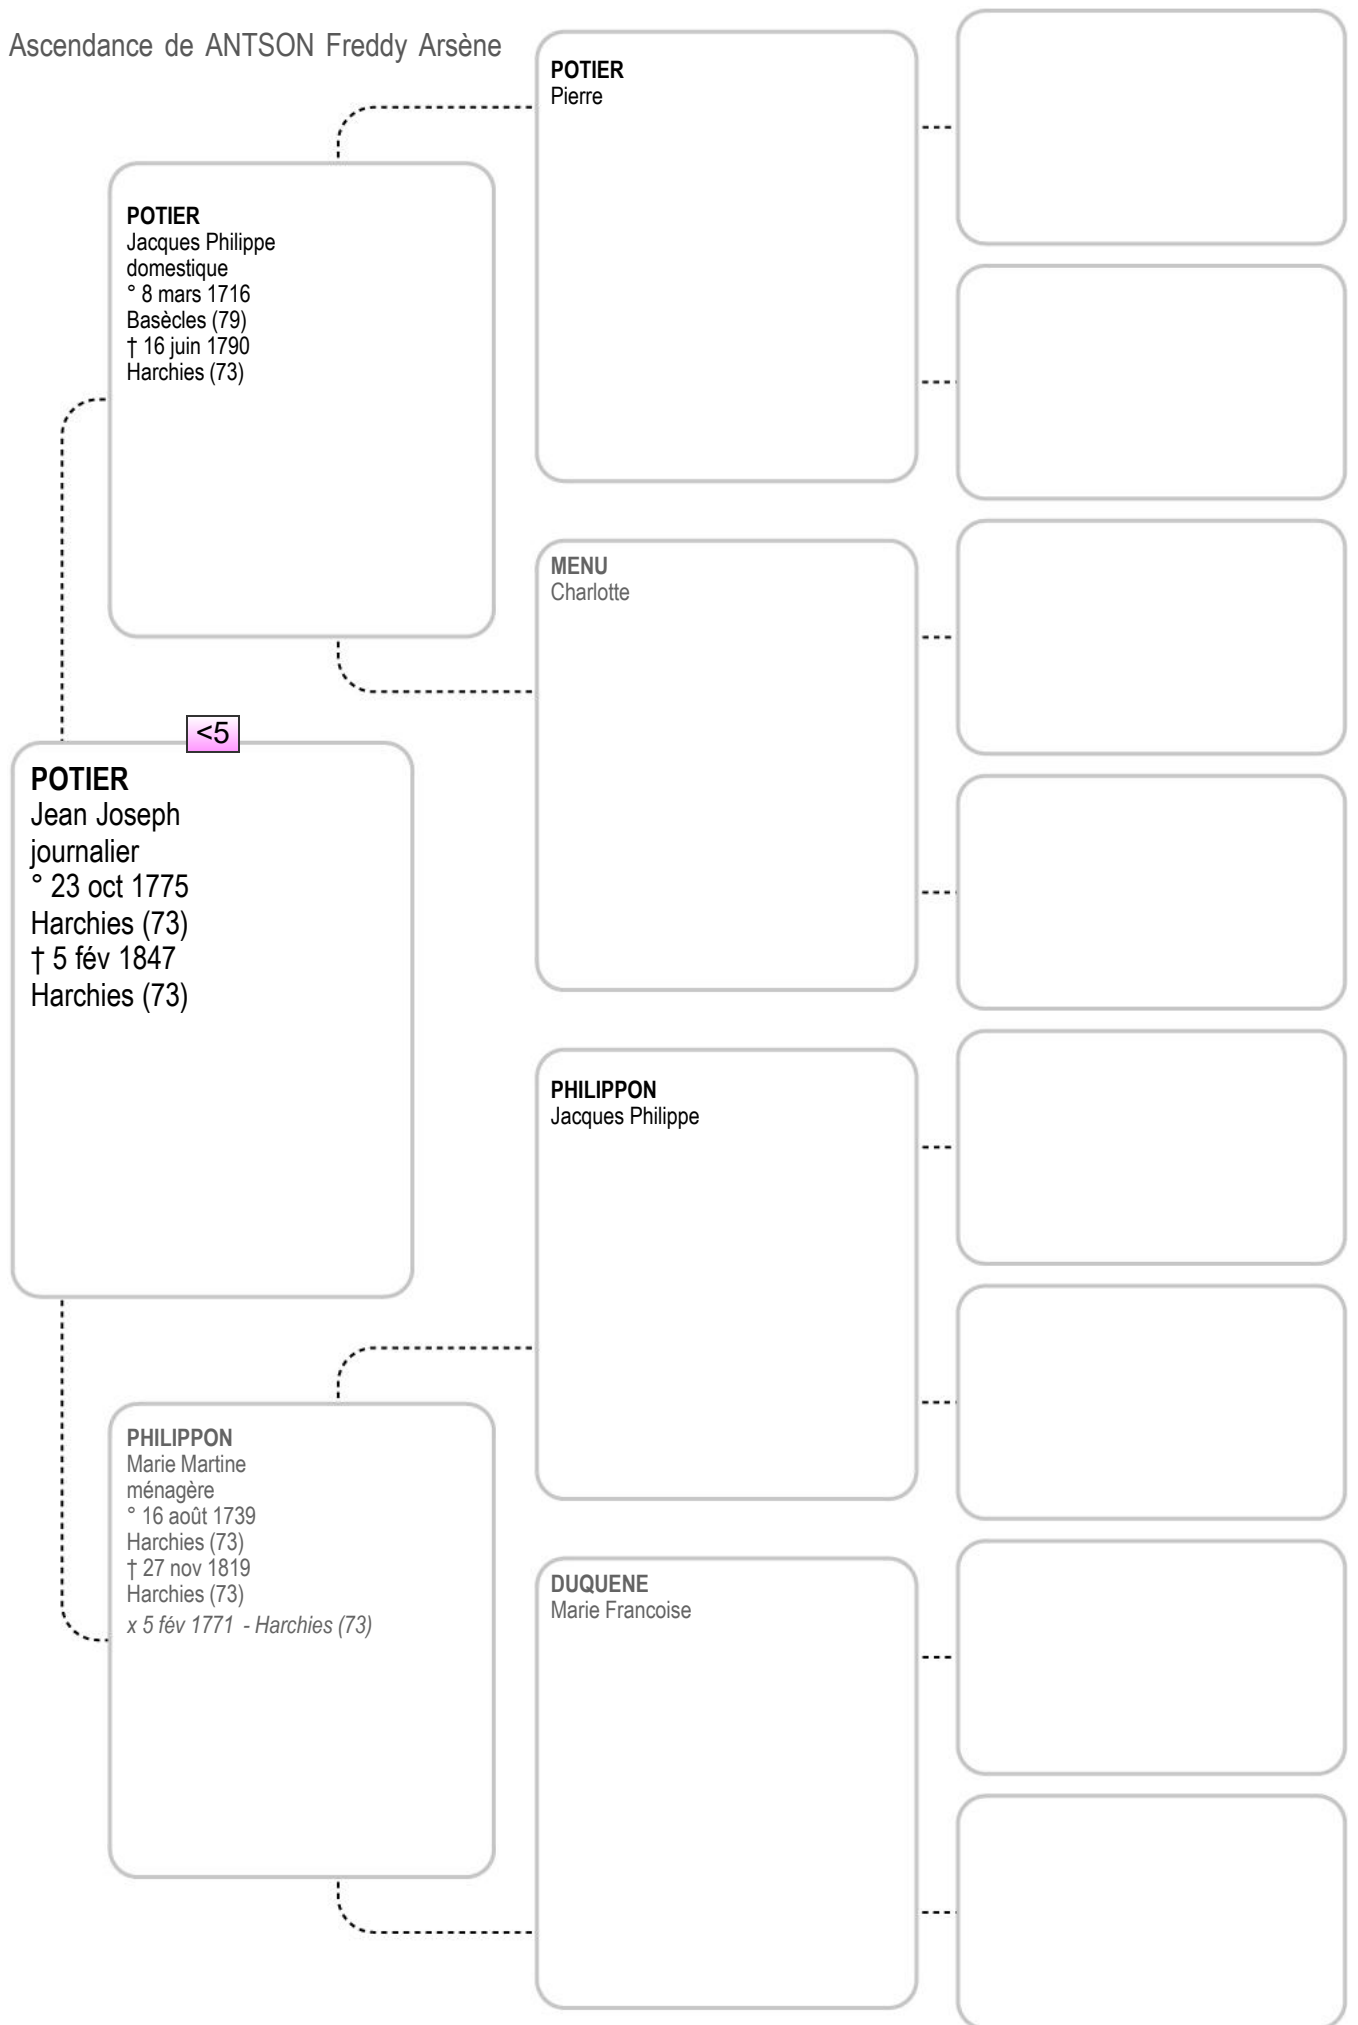 Ascendance de ANTSON Freddy Arsène
POTIER
Pierre
POTIER
Jacques Philippe
domestique
° 8 mars 1716
Basècles (79)
† 16 juin 1790
Harchies (73)
MENU
Charlotte
<5
POTIER
Jean Joseph
journalier
° 23 oct 1775
Harchies (73)
† 5 fév 1847
Harchies (73)
PHILIPPON
Jacques Philippe
PHILIPPON
Marie Martine
ménagère
° 16 août 1739
Harchies (73)
† 27 nov 1819
Harchies (73)
x 5 fév 1771 - Harchies (73)
DUQUENE
Marie Francoise